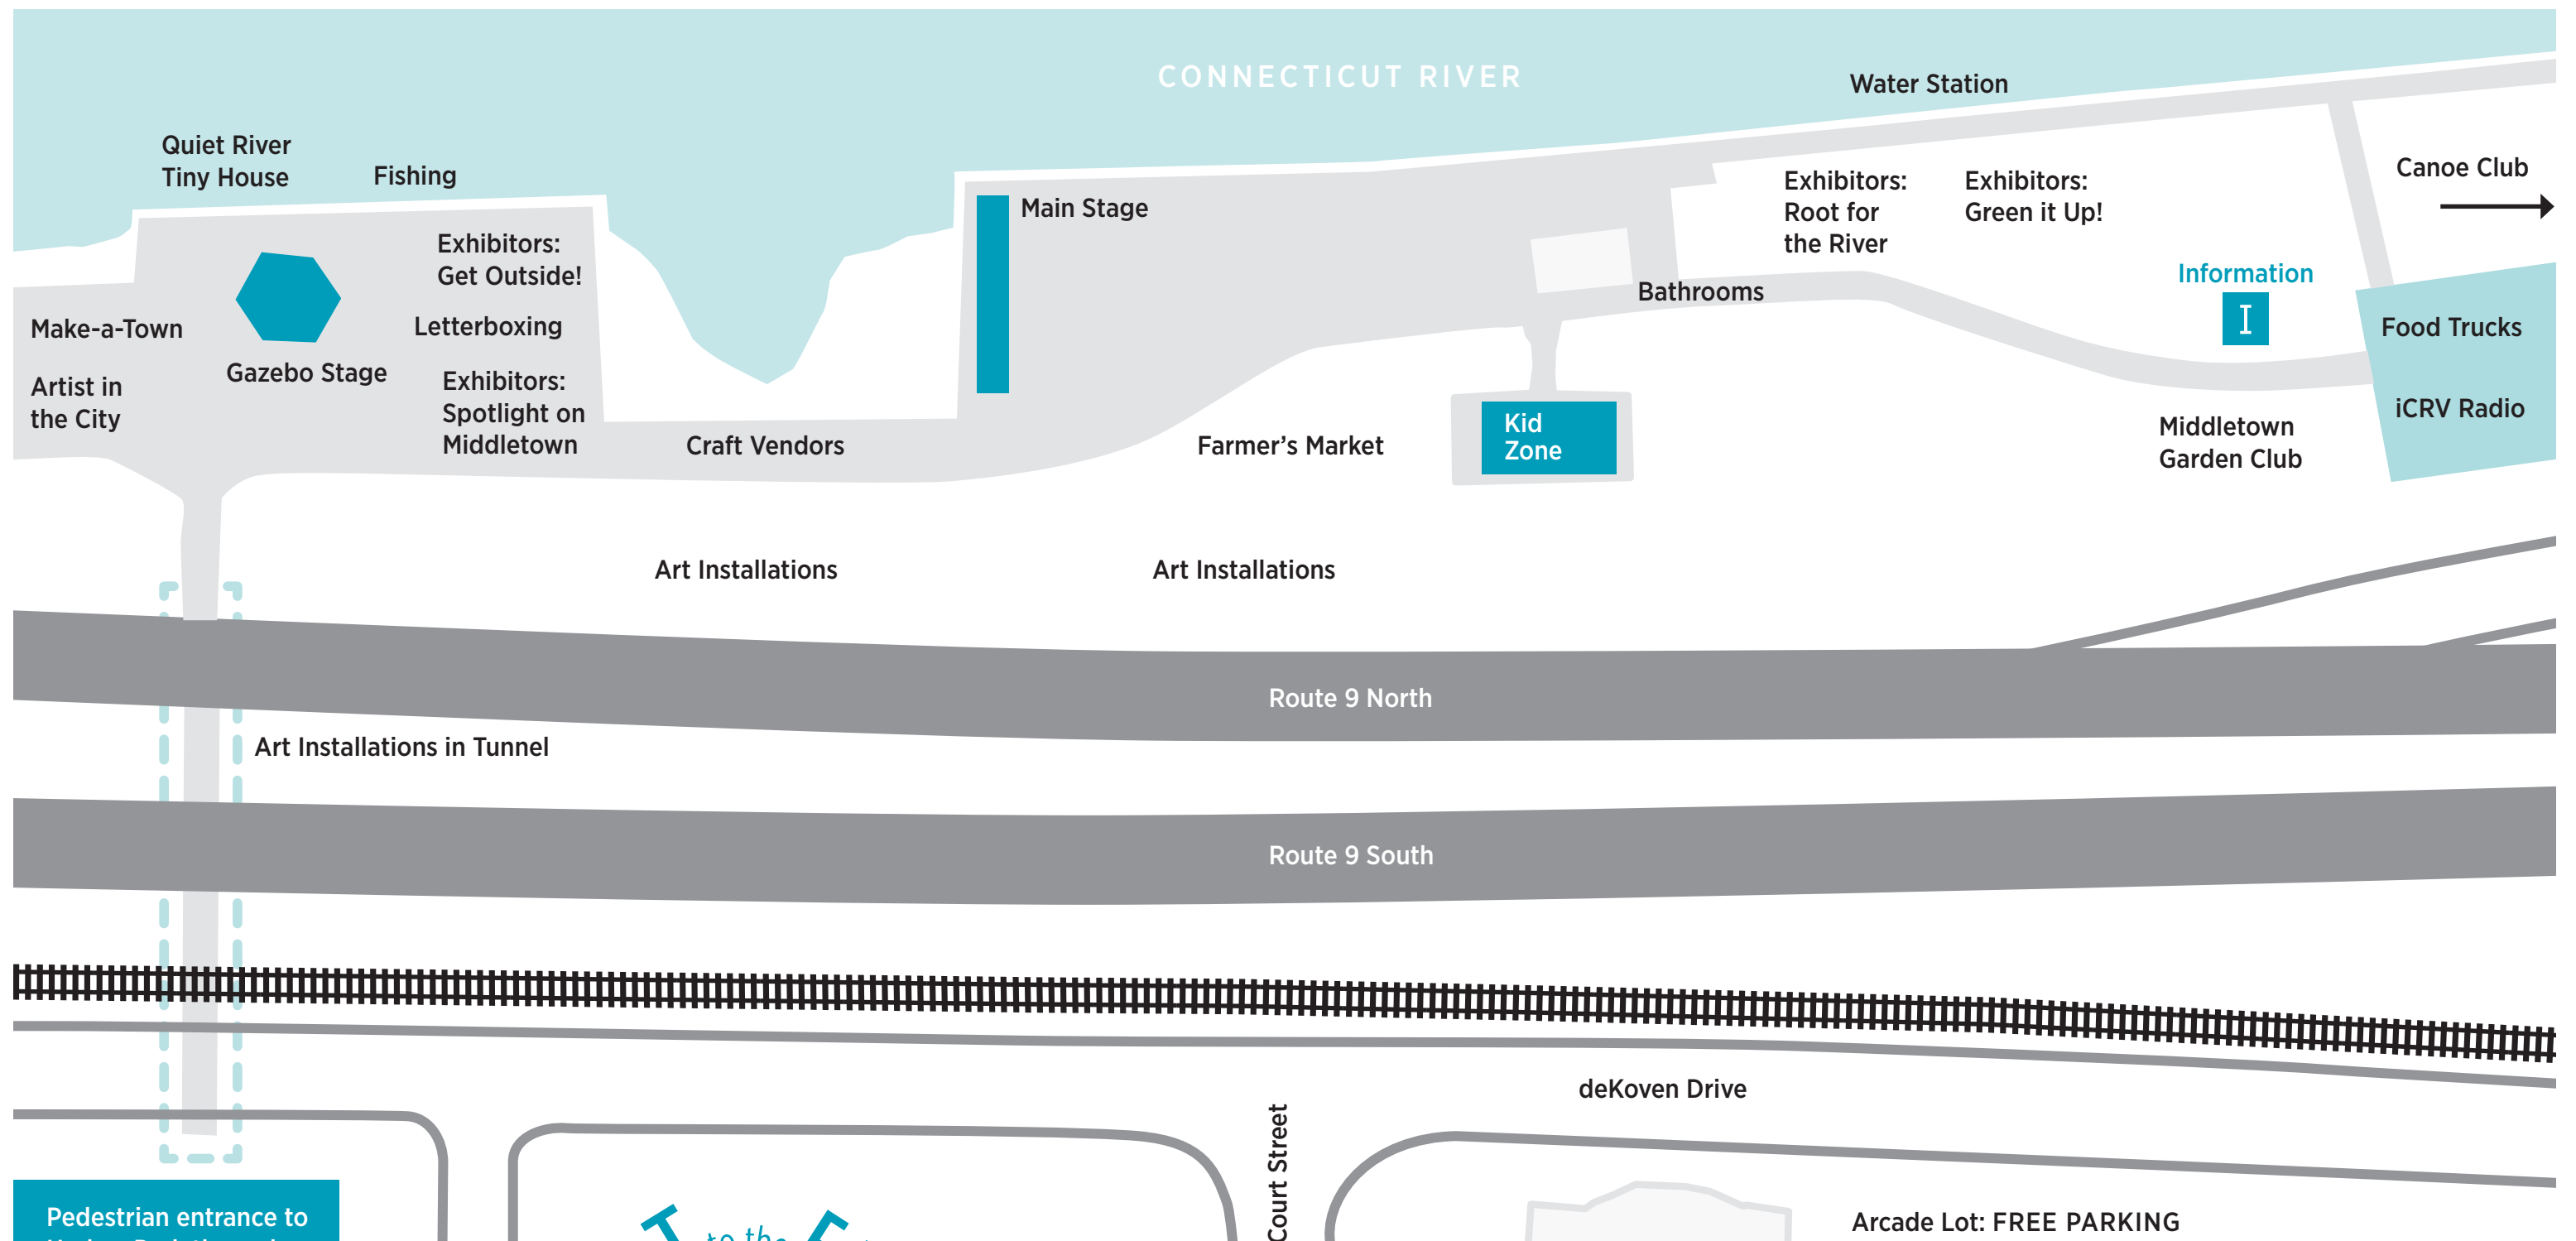 CONNECTICUT RIVER
Water Station
Quiet River
Tiny House
Fishing
Canoe Club
Exhibitors:
Root for
the River
Exhibitors:
Green it Up!
Main Stage
Exhibitors:
Get Outside!
Information
I
Bathrooms
Make-a-Town
Letterboxing
Food Trucks
Gazebo Stage
Artist in
the City
Exhibitors:
Spotlight on
Middletown
iCRV Radio
Craft Vendors
Farmer’s Market
Kid
Zone
Middletown
Garden Club
Art Installations
Art Installations
Route 9 North
Art Installations in Tunnel
Route 9 South
deKoven Drive
Court Street
Pedestrian entrance to
to the
Arcade Lot: FREE PARKING